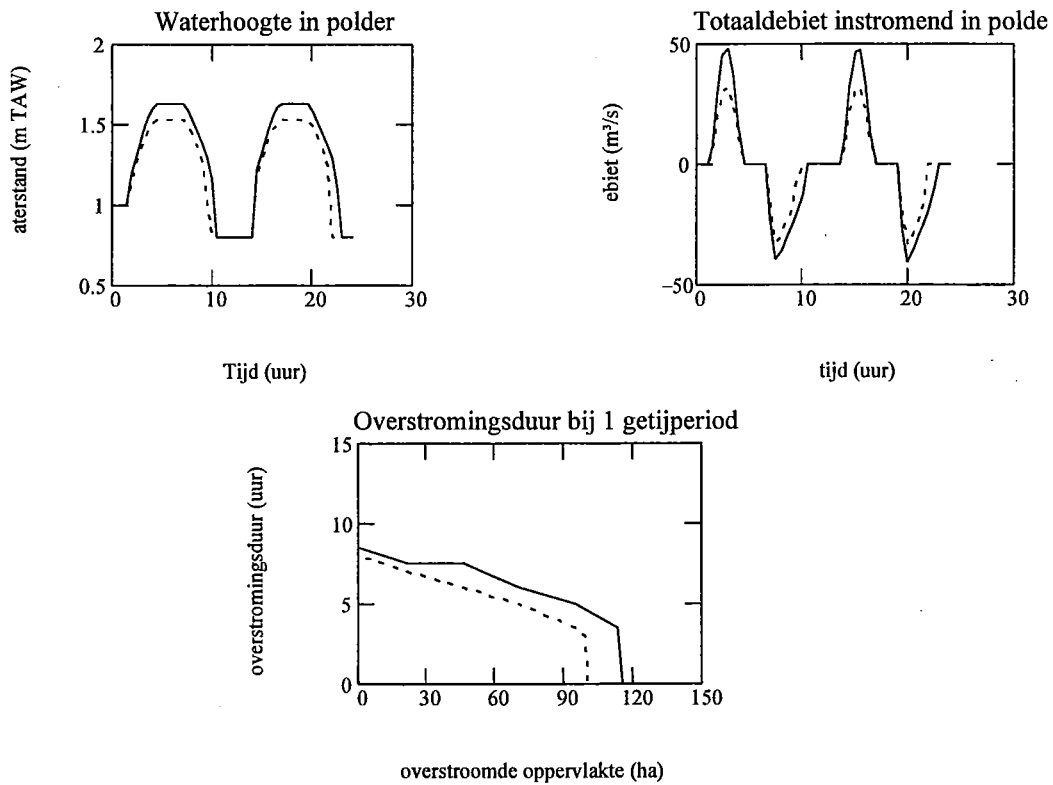 Waterhoogte in polder
2
1.5
1
0.5
0
10
20
30
aterstand (m TAW)
Tijd (uur)
Totaaldebiet instromend in polde
50
0
−50
0
10
20
30
ebiet (m³/s)
tijd (uur)
Overstromingsduur bij 1 getijperiod
15
10
5
0
0
30
60
90
120
150
overstromingsduur (uur)
overstroomde oppervlakte (ha)